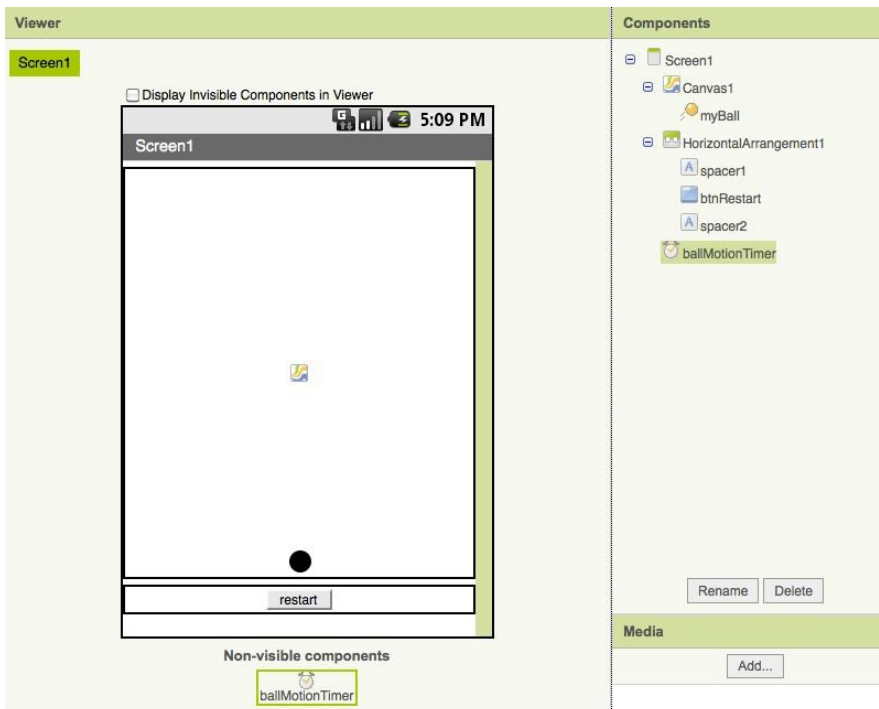 Viewer
Screen1
Display Invisible Components in Viewer
5:09 PM
Screen1
restart
Non-visible components
ballMotionTimer
Components
Screen1
Canvas1
myBall
HorizontalArrangement1
A spacer1
btnRestart
A spacer2
ballMotionTimer
Rename Delete
Media
Add...